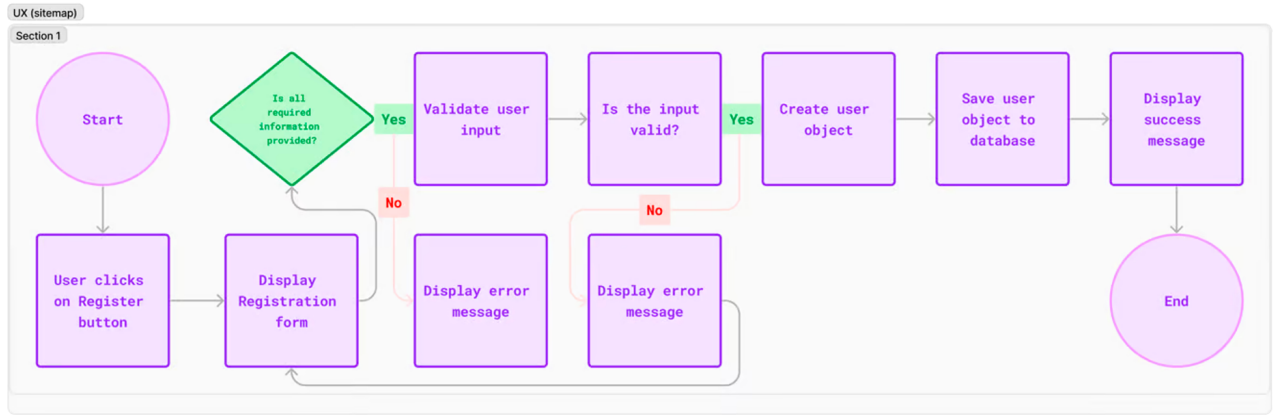 UX (sitemap)
Section 1
Start
Is all
required
information
provided?
Yes
Validate user
input
Is the input
valid?
Yes
Create user
object
Save user
object to
database
Display
success
message
No
No
User clicks
on Register
button
Display
Registration
form
Display error
message
Display error
message
End